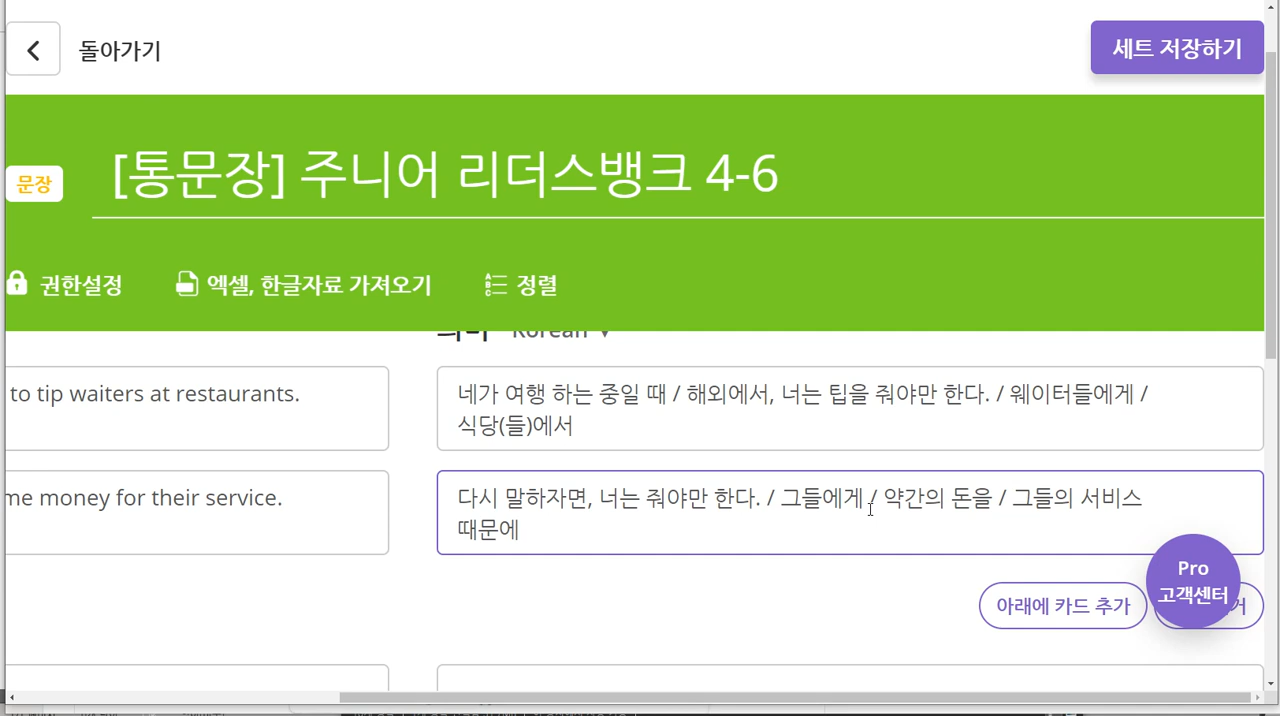 돌아가기
세트 저장하기
문장
[통문장] 주니어 리더스뱅크 4-6
권한설정
엑셀, 한글자료 가져오기
정렬
Korean
to tip waiters at restaurants.
네가 여행 하는 중일 때 / 해외에서, 너는 팁을 줘야만 한다. / 웨이터들에게 /
식당(들)에서
me money for their service.
다시 말하자면, 너는 줘야만 한다. / 그들에게 / 약간의 돈을 / 그들의 서비스
때문에
Pro
고객센터
아래에 카드 추가